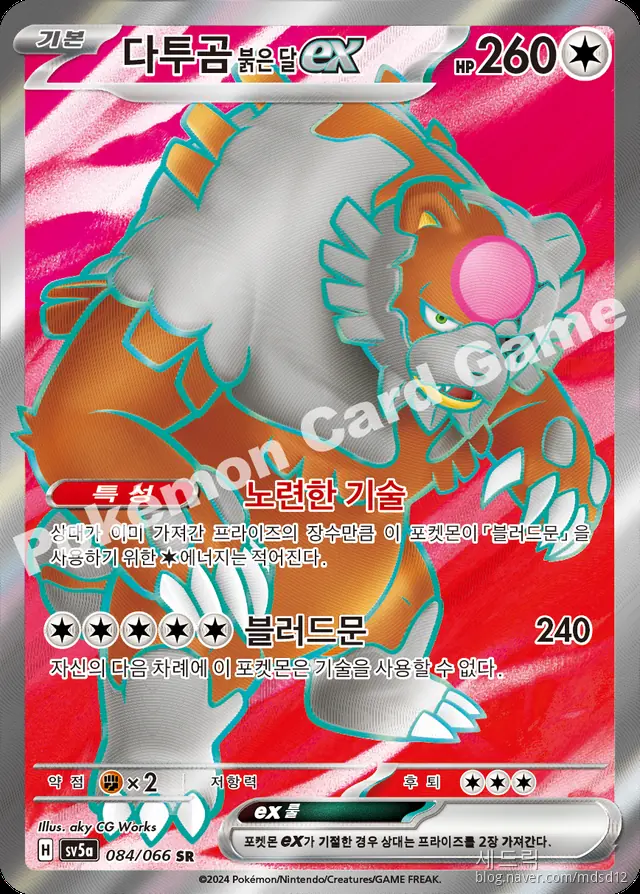 기본
다투곰 붉은 달 ex
HP 260
Pokémon Card Game
특성 노련한 기술
상대가 이미 가져간 프라이즈의 장수만큼 이 포켓몬이 「블러드문」을
사용하기 위한 에너지는 적어진다.
블러드문 240
자신의 다음 차례에 이 포켓몬은 기술을 사용할 수 없다.
약점 ×2 저항력 후퇴
Illus. aky CG Works
ex 룰
포켓몬 ex가 기절한 경우 상대는 프라이즈를 2장 가져간다.
H sv5a 084/066 SR
세드릭
blog.naver.com/mdsd12
©2024 Pokémon/Nintendo/Creatures/GAME FREAK.